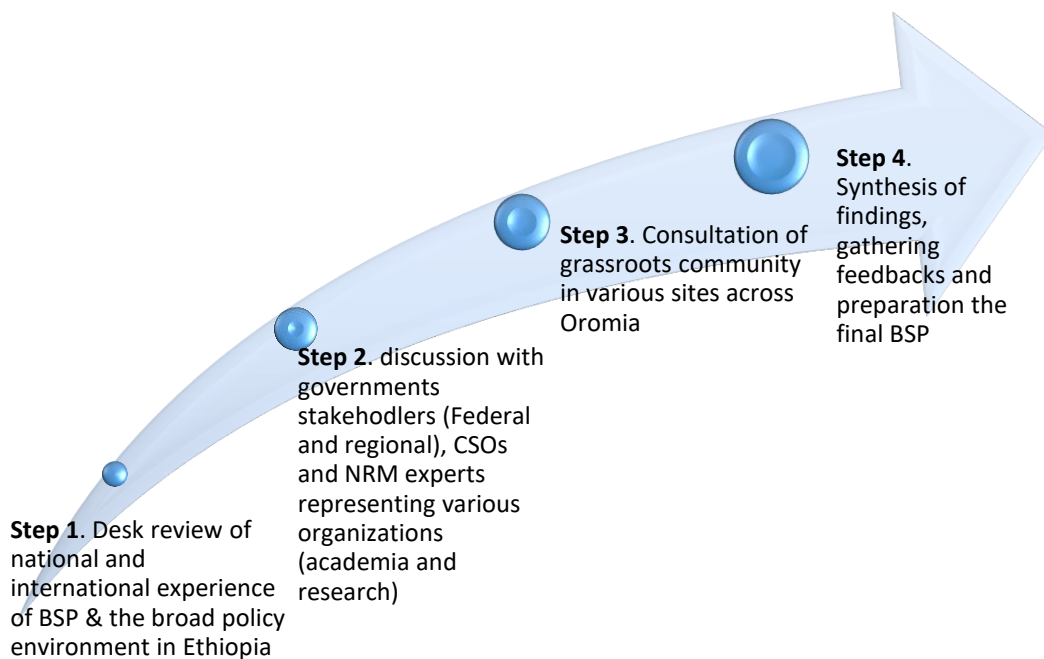 Step 1. Desk review of
national and
international experience
of BSP & the broad policy
environment in Ethiopia
Step 2. discussion with
governments
stakehodlers (Federal
and regional), CSOs
and NRM experts
representing various
organizations
(academia and
research)
Step 3. Consultation of
grassroots community
in various sites across
Oromia
Step 4.
Synthesis of
findings,
gathering
feedbacks and
preparation the
final BSP